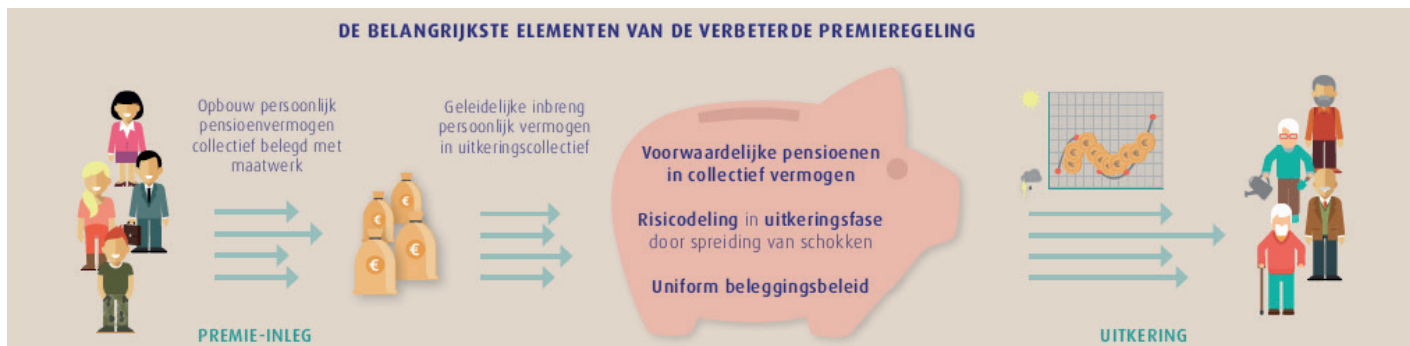 DE BELANGRIJKSTE ELEMENTEN VAN DE VERBETERDE PREMIEREGELING
Opbouw persoonlijk
pensioenvermogen
collectief belegd met
maatwerk
Geleidelijke inbreng
persoonlijk vermogen
in uitkeringscollectief
€
€
€
€
Voorwaardelijke pensioenen
in collectief vermogen
Risicodeling in uitkeringsfase
door spreiding van schokken
Uniform beleggingsbeleid
PREMIE-INLEG
UITKERING